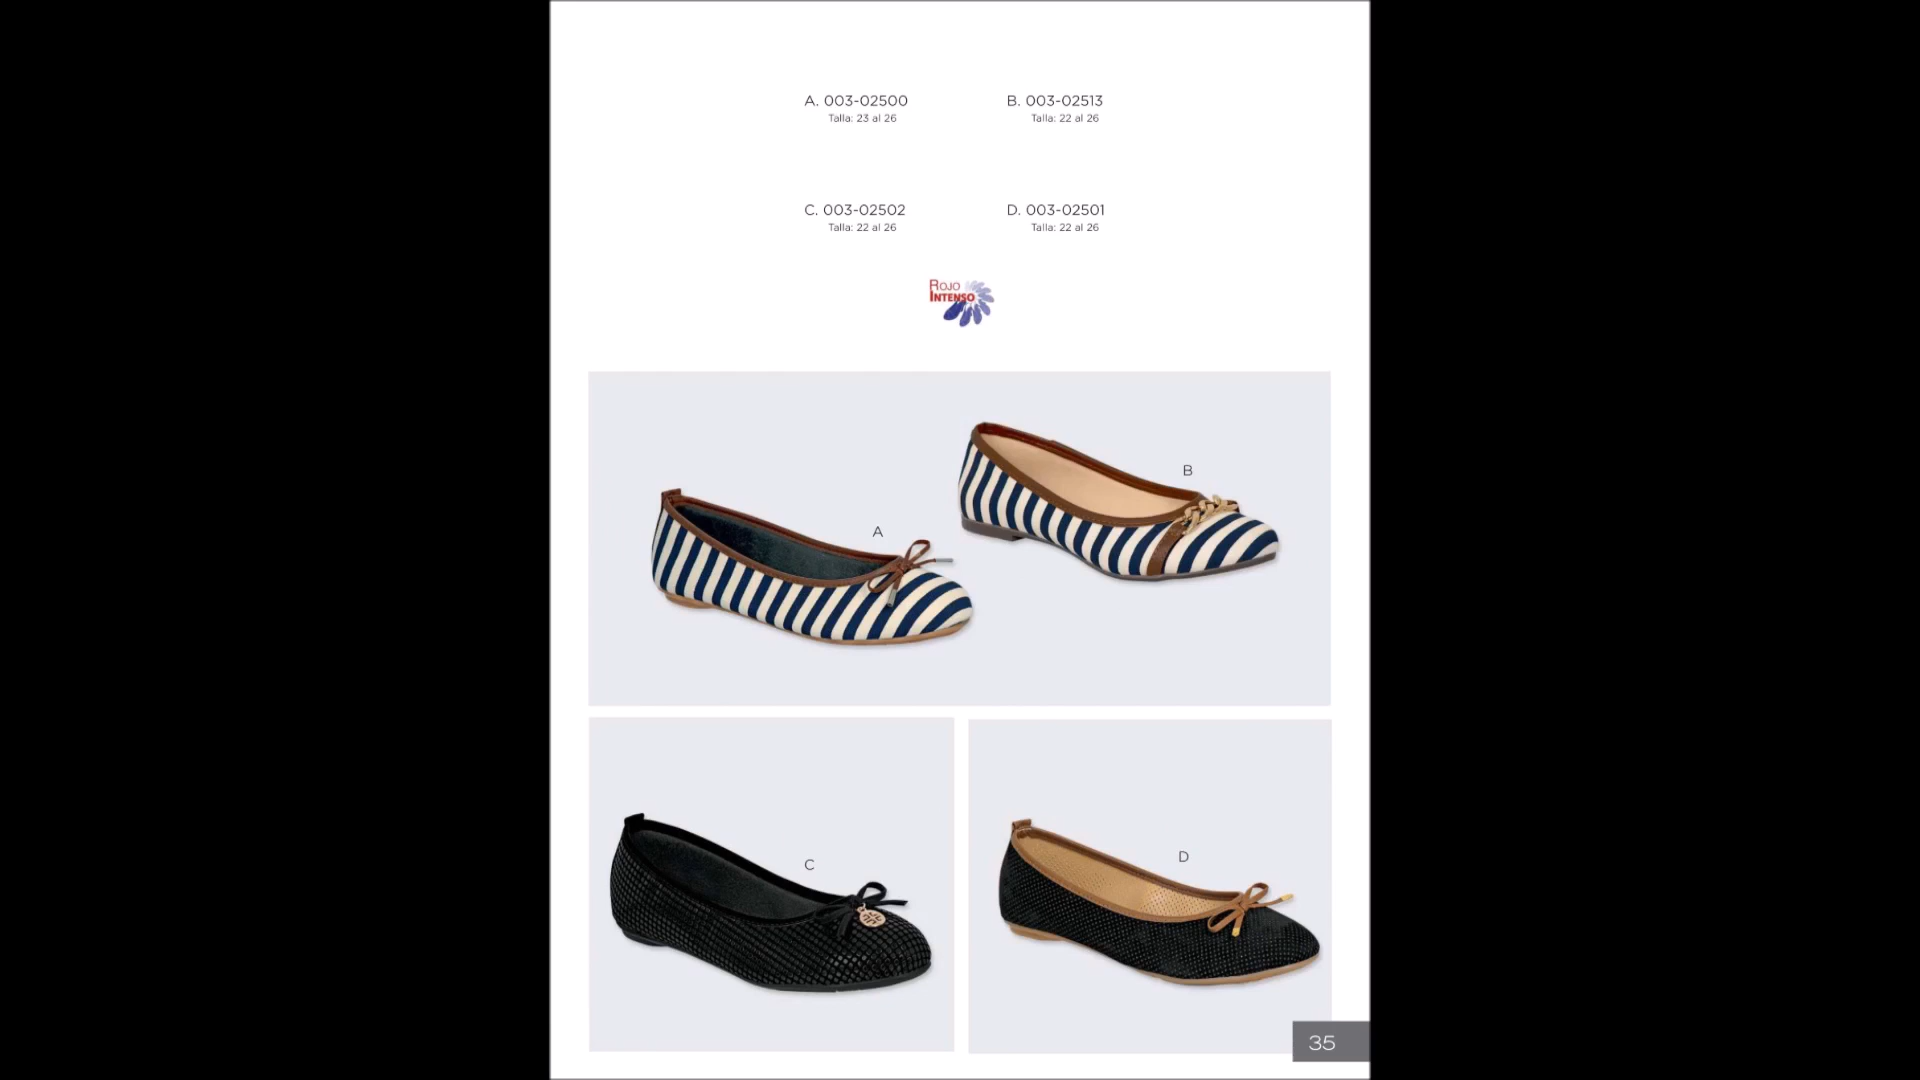 A. 003-02500
Talla: 23 al 26
B. 003-02513
Talla: 22 al 26
C. 003-02502
Talla: 22 al 26
D. 003-02501
Talla: 22 al 26
ROJO
INTENSO
A
B
C
D
35